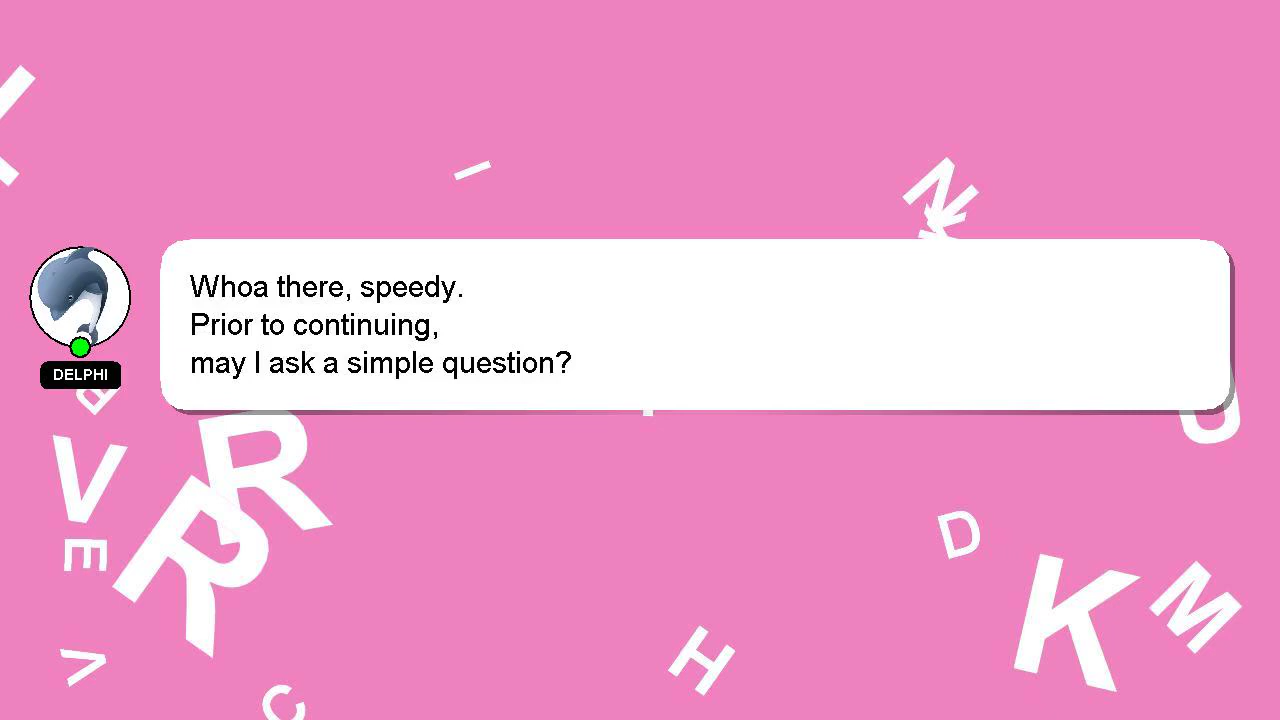 I
N
K
Whoa there, speedy.
Prior to continuing,
may I ask a simple question?
DELPHI
B
U
V
R
R
E
D
K
M
V
H
C